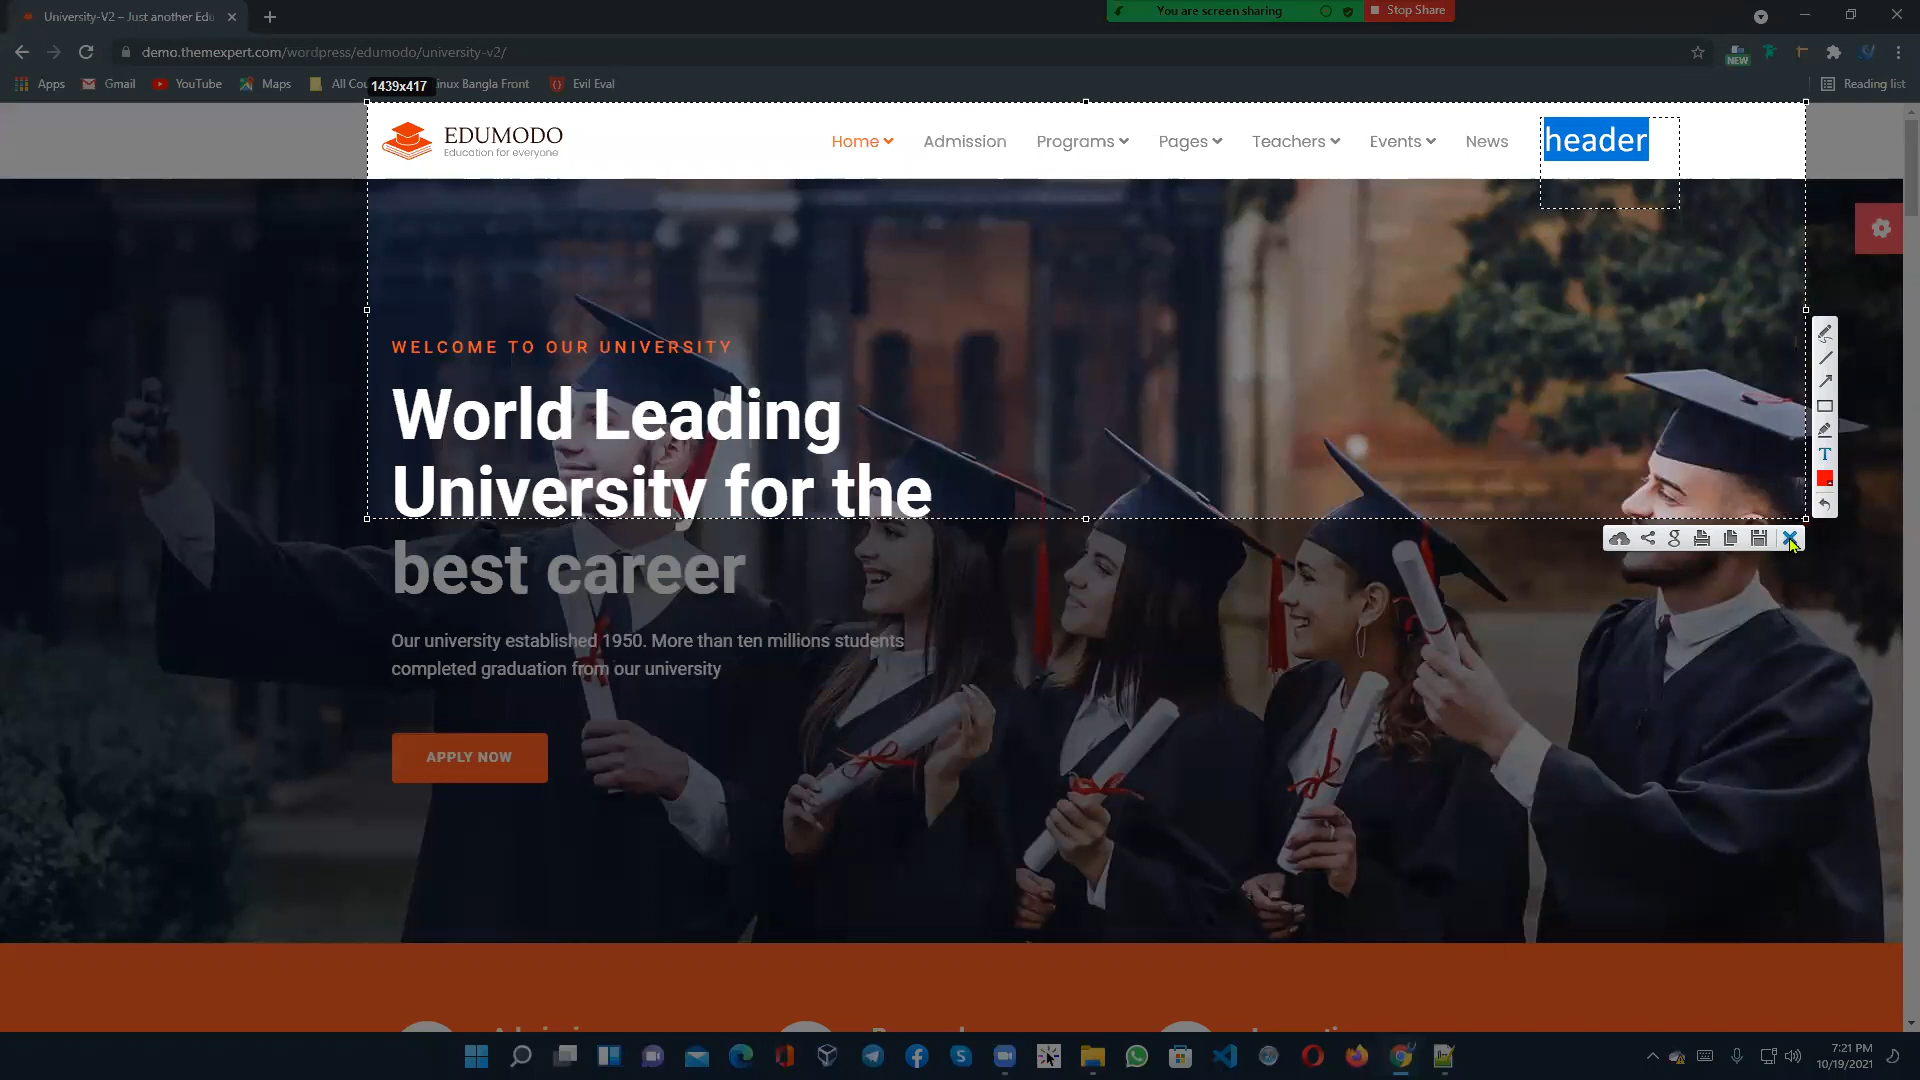 University-V2 – Just another Edu
You are screen sharing
Stop Share
demo.themexpert.com/wordpress/edumodo/university-v2/
NEW
Apps
Gmail
YouTube
Maps
All Cou
inux Bangla Front
Evil Eval
Reading list
1439x417
EDUMODO
Education for everyone
Home
Admission
Programs
Pages
Teachers
Events
News
header
WELCOME TO OUR UNIVERSITY
World Leading
University for the
best career
Our university established 1950. More than ten millions students
completed graduation from our university
APPLY NOW
7:21 PM
10/19/2021